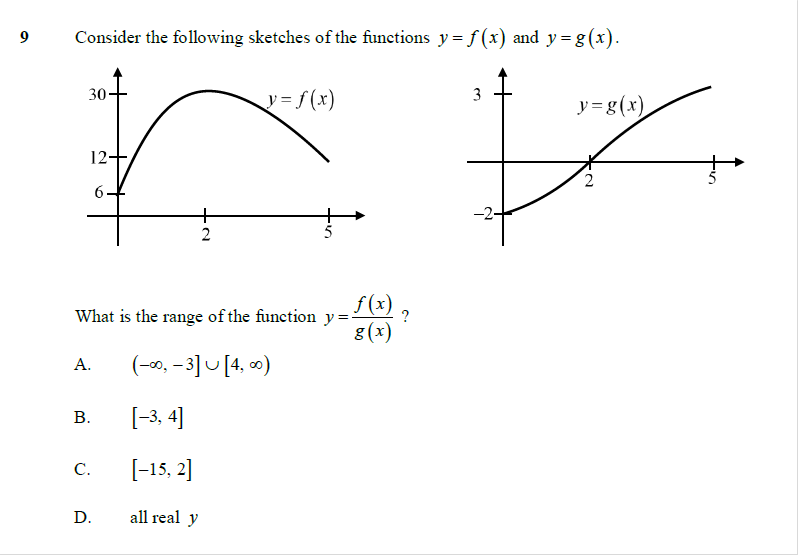 9 Consider the following sketches of the functions y = f(x) and y = g(x).
30
y = f(x)
12
6
2
5
3
y = g(x)
2
5
−2
What is the range of the function y = f(x)/g(x) ?
A. (−∞, −3] ∪ [4, ∞)
B. [−3, 4]
C. [−15, 2]
D. all real y